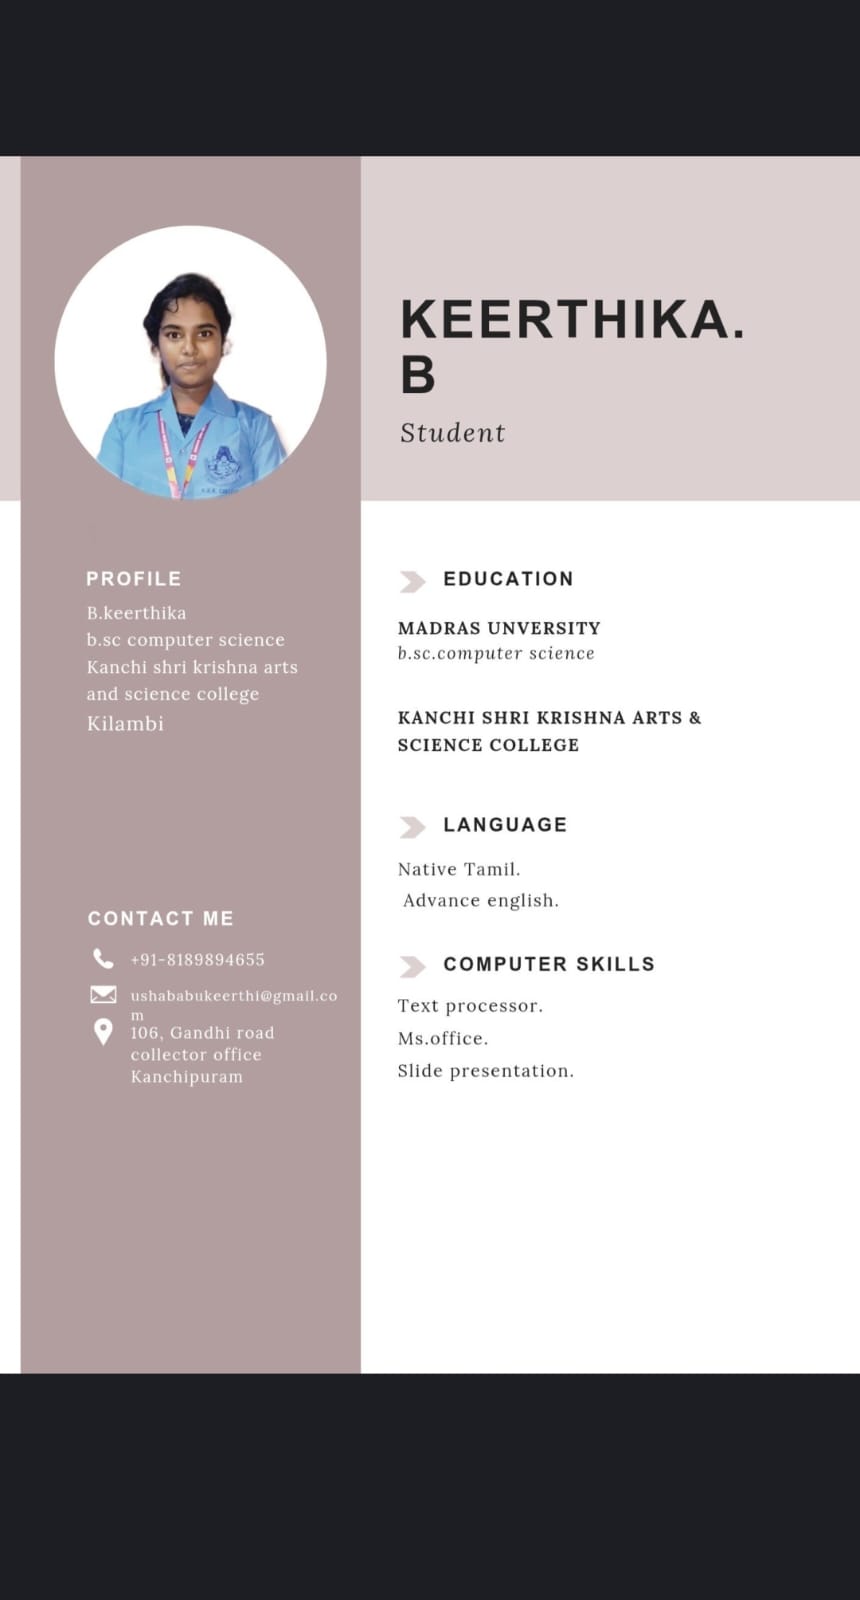 KEERTHIKA.
B
Student
PROFILE
B.keerthika
b.sc computer science
Kanchi shri krishna arts
and science college
Kilambi
CONTACT ME
+91-8189894655
ushababukeerthi@gmail.co
m
106, Gandhi road
collector office
Kanchipuram
EDUCATION
MADRAS UNVERSITY
b.sc.computer science
KANCHI SHRI KRISHNA ARTS &
SCIENCE COLLEGE
LANGUAGE
Native Tamil.
Advance english.
COMPUTER SKILLS
Text processor.
Ms.office.
Slide presentation.